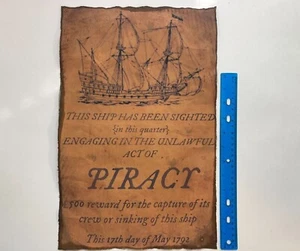 THIS SHIP HAS BEEN SIGHTED
{in this quarter}
ENGAGING IN THE UNLAWFUL
ACT OF
PIRACY
£500 reward for the capture of its
crew or sinking of this ship
This 17th day of May 1792